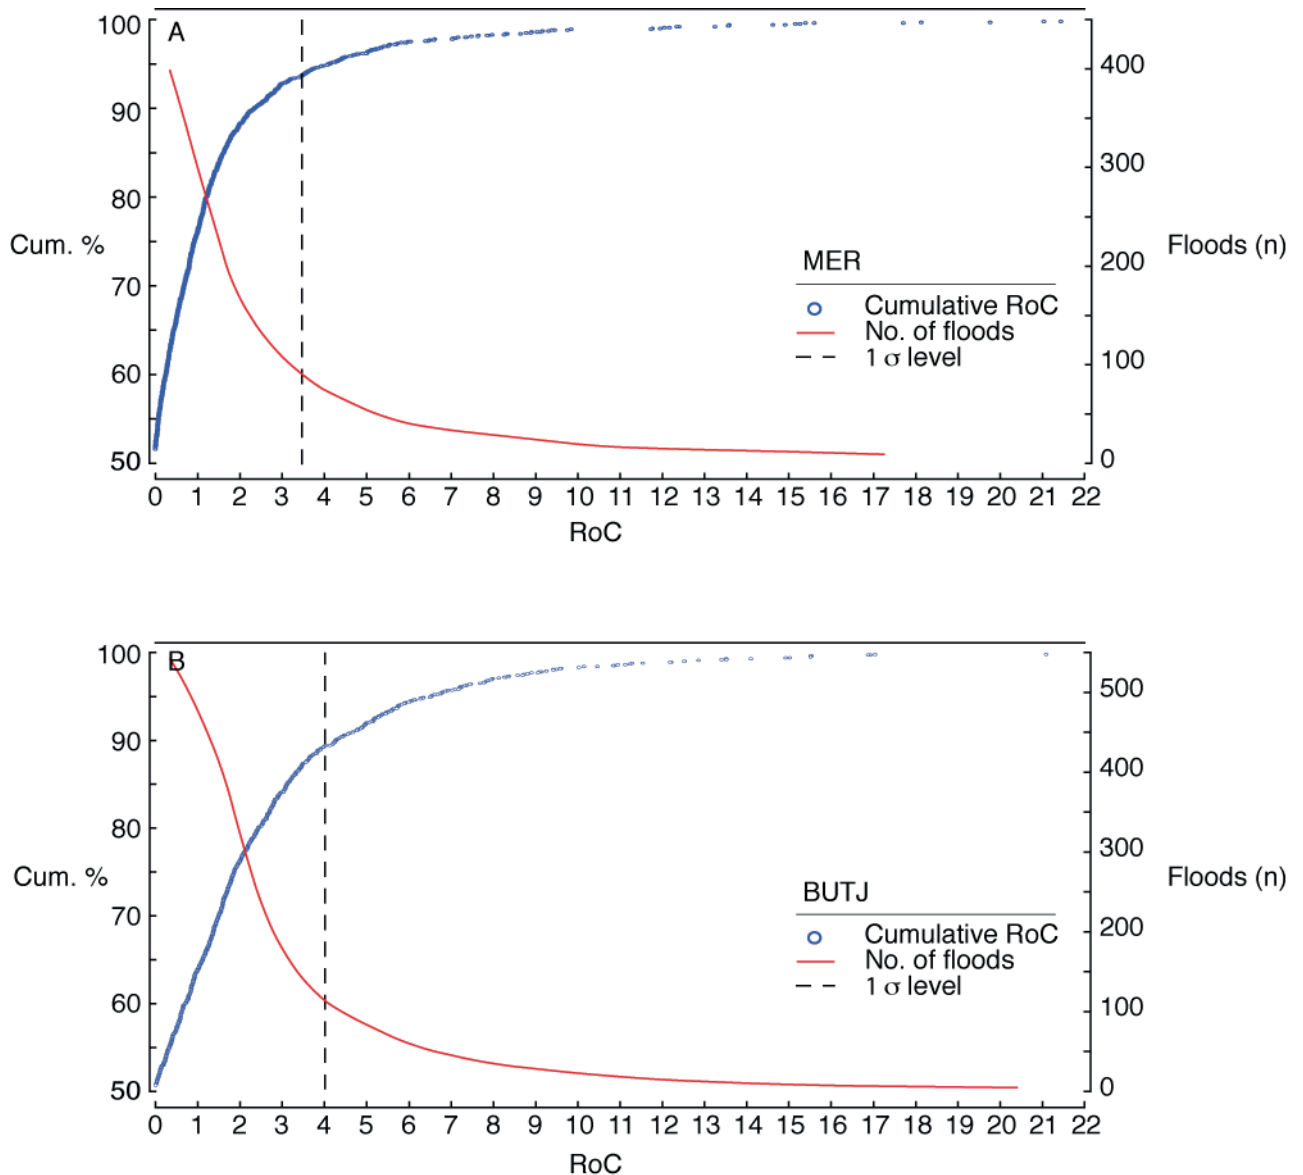 A
100
90
80
70
60
50
Cum. %
400
300
200
100
0
Floods (n)
MER
Cumulative RoC
No. of floods
1 σ level
0 1 2 3 4 5 6 7 8 9 10 11 12 13 14 15 16 17 18 19 20 21 22
RoC
B
100
90
80
70
60
50
Cum. %
500
400
300
200
100
0
Floods (n)
BUTJ
Cumulative RoC
No. of floods
1 σ level
0 1 2 3 4 5 6 7 8 9 10 11 12 13 14 15 16 17 18 19 20 21 22
RoC